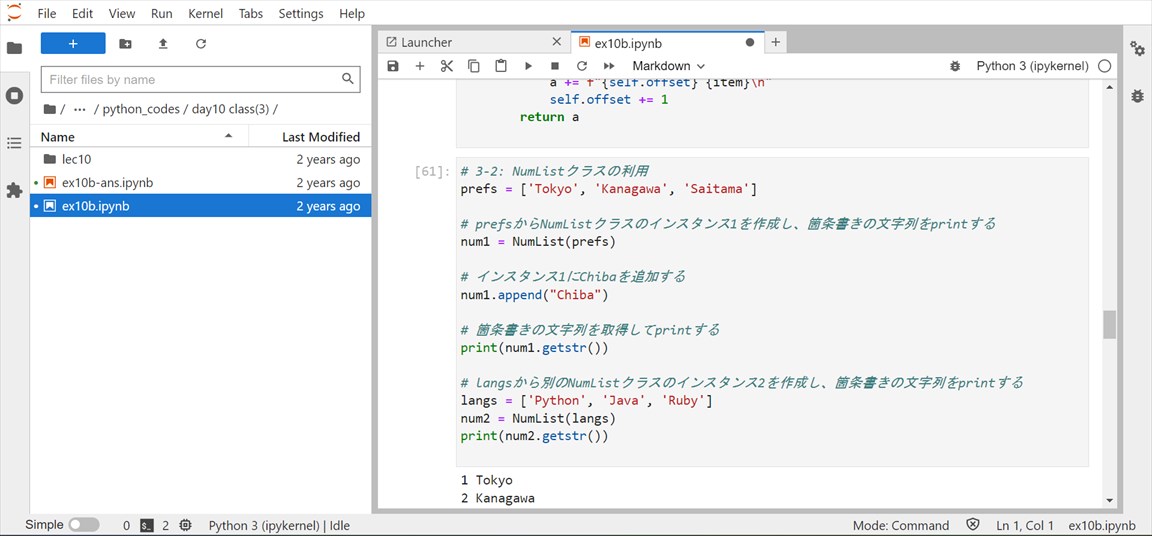 File Edit View Run Kernel Tabs Settings Help
Filter files by name
/ ··· / python_codes / day10 class(3) /
Name Last Modified
lec10 2 years ago
ex10b-ans.ipynb 2 years ago
ex10b.ipynb 2 years ago
Launcher
ex10b.ipynb
Markdown
Python 3 (ipykernel)
a += f"{self.offset} {item}\n"
self.offset += 1
return a
[61]:
# 3-2: NumListクラスの利用
prefs = ['Tokyo', 'Kanagawa', 'Saitama']
# prefsからNumListクラスのインスタンス1を作成し、箇条書きの文字列をprintする
num1 = NumList(prefs)
# インスタンス1にChibaを追加する
num1.append("Chiba")
# 箇条書きの文字列を取得してprintする
print(num1.getstr())
# langsから別のNumListクラスのインスタンス2を作成し、箇条書きの文字列をprintする
langs = ['Python', 'Java', 'Ruby']
num2 = NumList(langs)
print(num2.getstr())
1 Tokyo
2 Kanagawa
Simple 0 $_ 2 Python 3 (ipykernel) | Idle Mode: Command Ln 1, Col 1 ex10b.ipynb